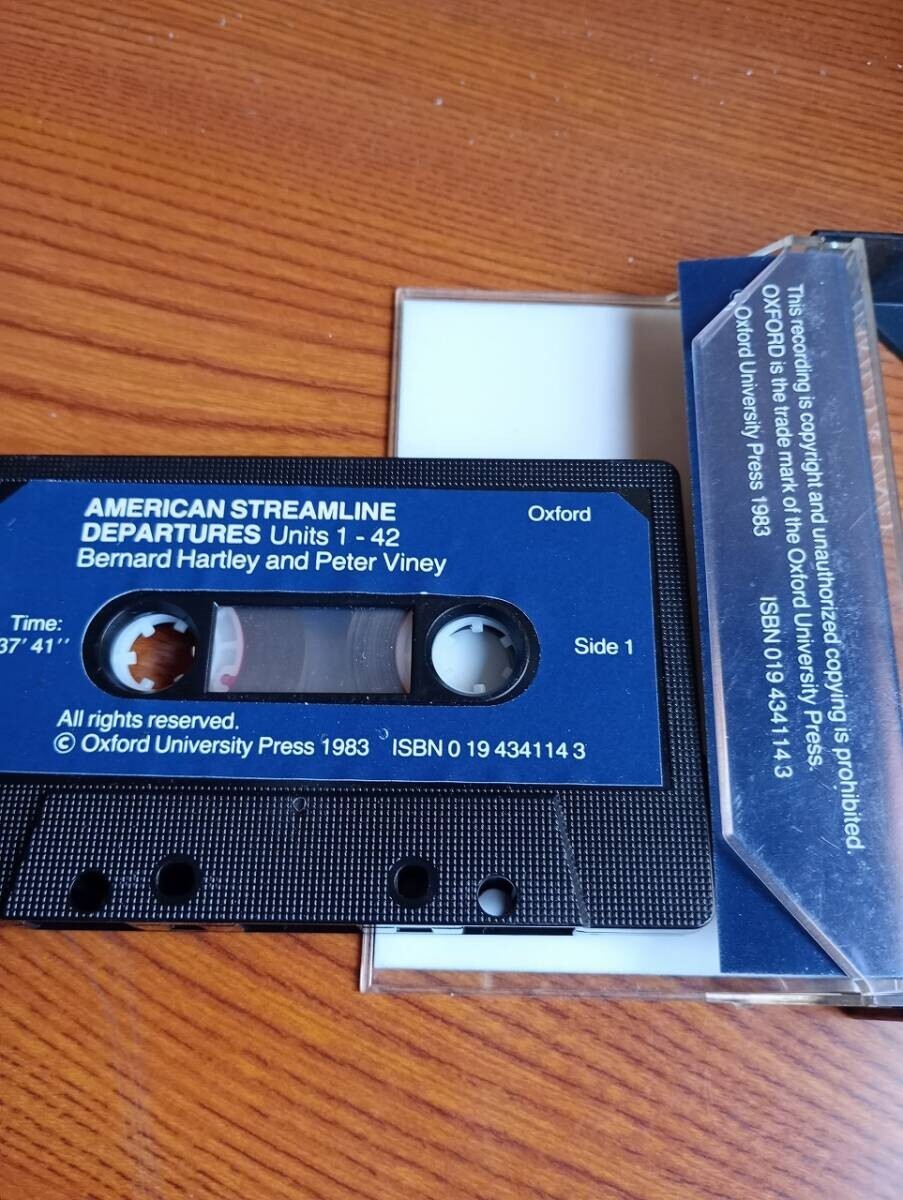 AMERICAN STREAMLINE
DEPARTURES Units 1 - 42
Bernard Hartley and Peter Viney
Oxford
Time:
37' 41''
Side 1
All rights reserved.
© Oxford University Press 1983 ISBN 0 19 434114 3
This recording is copyright and unauthorized copying is prohibited.
OXFORD is the trade mark of the Oxford University Press.
© Oxford University Press 1983 ISBN 0 19 434114 3